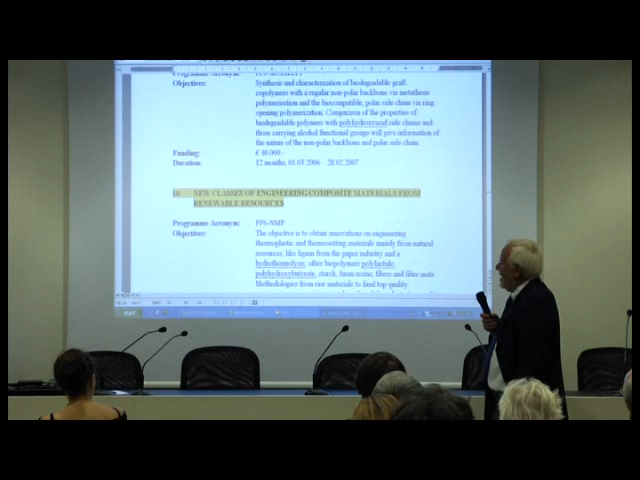 Programme Acronym:
Objectives: Synthesis and characterization of biodegradable graft
copolymers with a regular non-polar backbone via metathesis
polymerization and the biocompatible, polar side chain via ring
opening polymerization. Comparison of the properties of
biodegradable polymers with polyhydroxyacid side chains and
those carrying alcohol functional groups will give information of
the nature of the non-polar backbone and polar side chain.
Funding: € 40.000.-
Duration: 12 months, 01.03.2006 - 28.02.2007
10 NEW CLASSES OF ENGINEERING COMPOSITE MATERIALS FROM
RENEWABLE RESOURCES
Programme Acronym: FP6-NMP
Objectives: The objective is to obtain innovations on engineering
thermoplastic and thermosetting materials mainly from natural
resources, like lignin from the paper industry and a
hydrothermolysis, other biopolymers polylactide,
polyhydroxybutyrate, starch, furan resins, fibres and fibre mats.
Methodologies from raw materials to final top quality
start